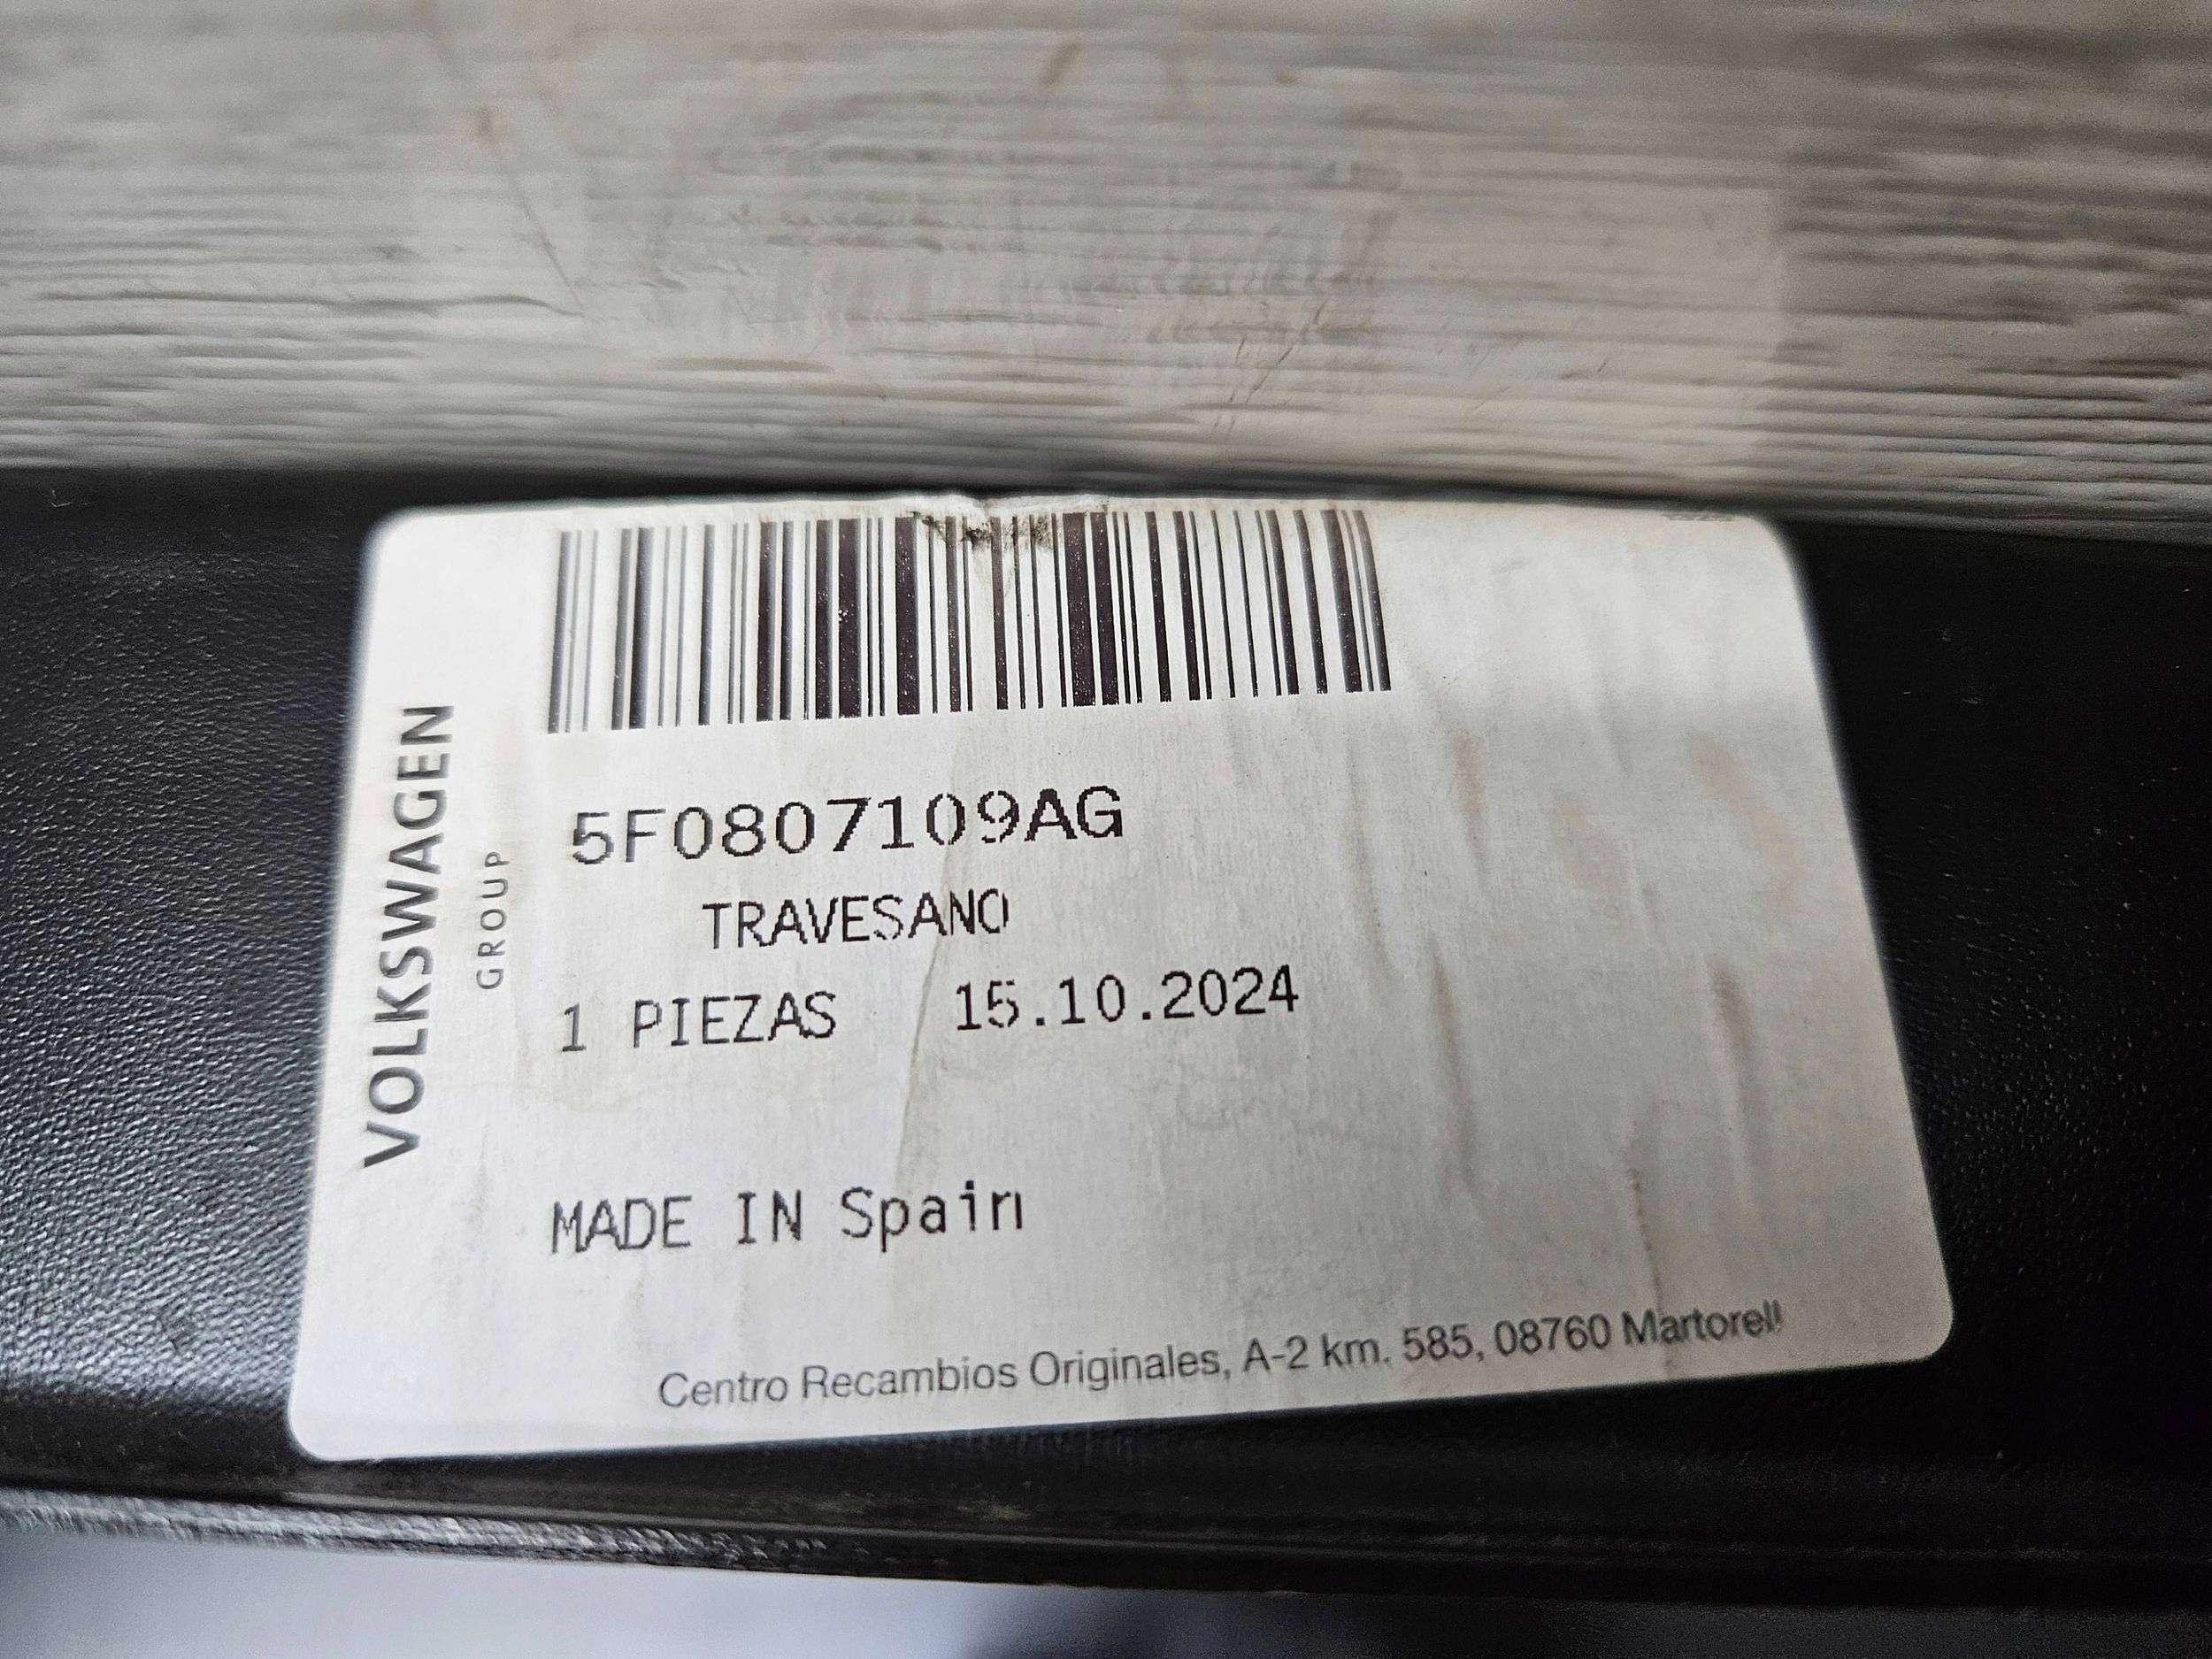 VOLKSWAGEN
GROUP
5F0807109AG
TRAVESANO
1 PIEZAS 15.10.2024
MADE IN Spain
Centro Recambios Originales, A-2 km. 585, 08760 Martorell